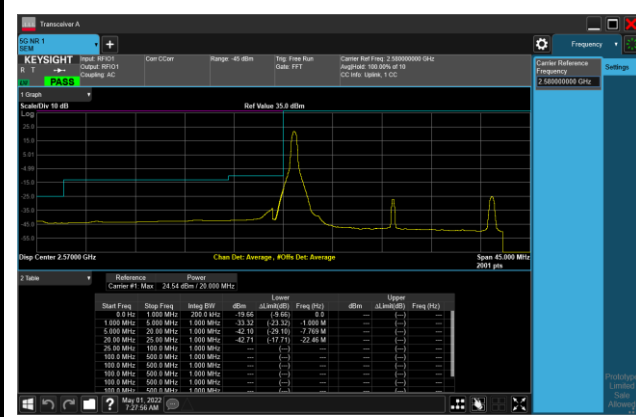 Transceiver A
5G NR 1
SEM
Frequency
KEYSIGHT
Input: RFIO1
Output: RFIO1
Coupling: AC
Corr CCorr
Range: -45 dBm
Trig: Free Run
Gate: FFT
Carrier Ref Freq: 2.580000000 GHz
Avg|Hold: 100.00% of 10
CC Info: Uplink, 1 CC
R T
PASS
Carrier Reference
Frequency
2.580000000 GHz
Settings
1 Graph
Scale/Div 10 dB
Ref Value 35.0 dBm
Log
25.0
15.0
5.01
-4.99
-15.0
-25.0
-35.0
-45.0
-55.0
Disp Center 2.57000 GHz
Chan Det: Average , #Offs Det: Average
Span 45.000 MHz
2001 pts
2 Table
Reference Power
Carrier #1 Max 24.54 dBm / 20.000 MHz
Lower Upper
Start Freq Stop Freq Integ BW dBm ΔLimit(dB) Freq (Hz) dBm ΔLimit(dB) Freq (Hz)
0.0 Hz 1.000 MHz 200.0 kHz -19.66 (-9.66) 0.0 --- (---) ---
1.000 MHz 5.000 MHz 1.000 MHz -33.32 (-23.32) -1.000 M --- (---) ---
5.000 MHz 20.00 MHz 1.000 MHz -42.10 (-29.10) -7.769 M --- (---) ---
20.00 MHz 25.00 MHz 1.000 MHz -42.71 (-17.71) -22.46 M --- (---) ---
25.00 MHz 100.0 MHz 1.000 MHz --- (---) --- --- (---) ---
100.0 MHz 500.0 MHz 1.000 MHz --- (---) --- --- (---) ---
100.0 MHz 500.0 MHz 1.000 MHz --- (---) --- --- (---) ---
100.0 MHz 500.0 MHz 1.000 MHz --- (---) --- --- (---) ---
100.0 MHz 500.0 MHz 1.000 MHz --- (---) --- --- (---) ---
Prototype
Limited
Sale
Allowed
May 01, 2022
7:27:56 AM